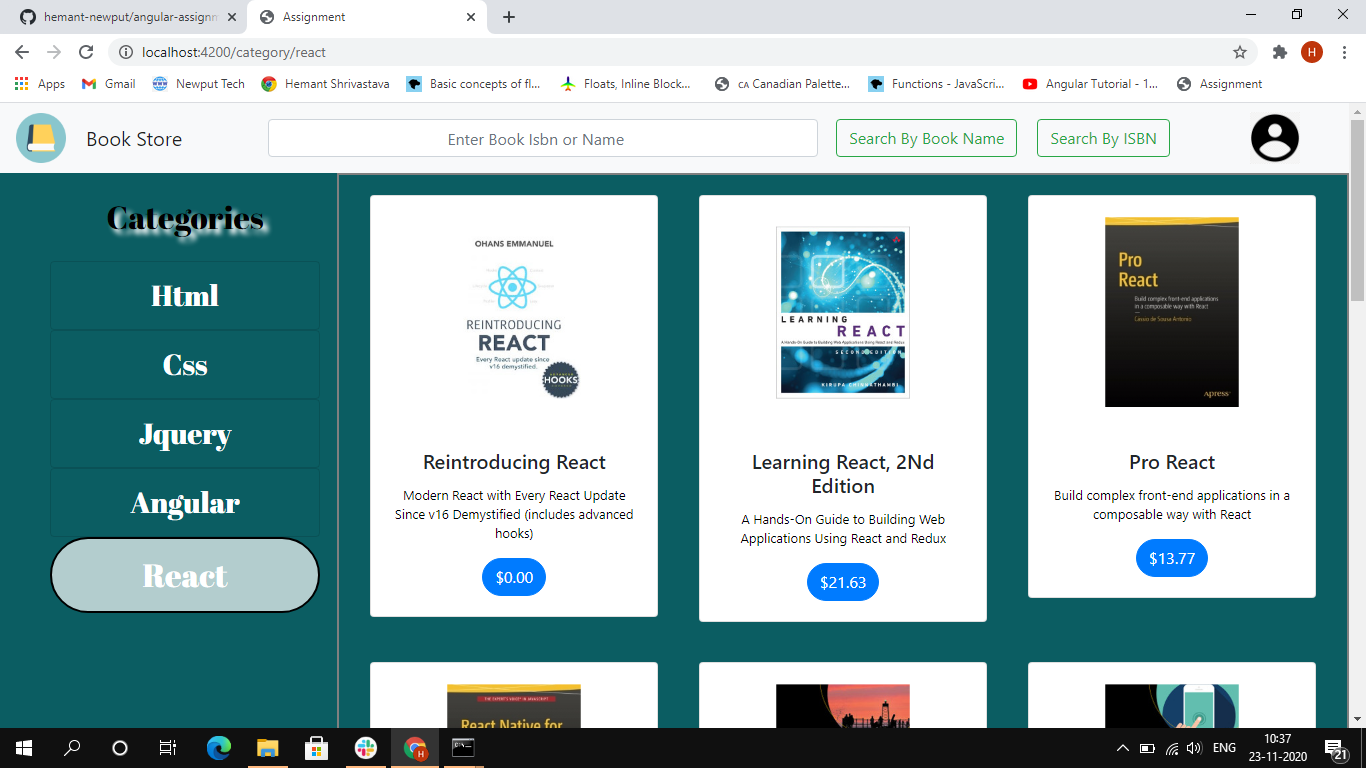 hemant-newput/angular-assignm
Assignment
localhost:4200/category/react
H
Apps
Gmail
Newput Tech
Hemant Shrivastava
Basic concepts of fl...
Floats, Inline Block...
CA Canadian Palette...
Functions - JavaScri...
Angular Tutorial - 1...
Assignment
Book Store
Enter Book Isbn or Name
Search By Book Name
Search By ISBN
Categories
Html
Css
Jquery
Angular
React
OHANS EMMANUEL
REINTRODUCING
REACT
Every React update since
v16 demystified.
HOOKS
Reintroducing React
Modern React with Every React Update
Since v16 Demystified (includes advanced
hooks)
$0.00
LEARNING
REACT
A Hands-On Guide to Building Web Applications Using React and Redux
SECOND EDITION
KIRUPA CHINNATHAMBI
Learning React, 2Nd
Edition
A Hands-On Guide to Building Web
Applications Using React and Redux
$21.63
Pro
React
Build complex front-end applications
in a composable way with React
Cássio de Sousa Antonio
Apress®
Pro React
Build complex front-end applications in a
composable way with React
$13.77
THE EXPERT'S VOICE® IN JAVASCRIPT
React Native for
H
ENG
10:37
23-11-2020
21